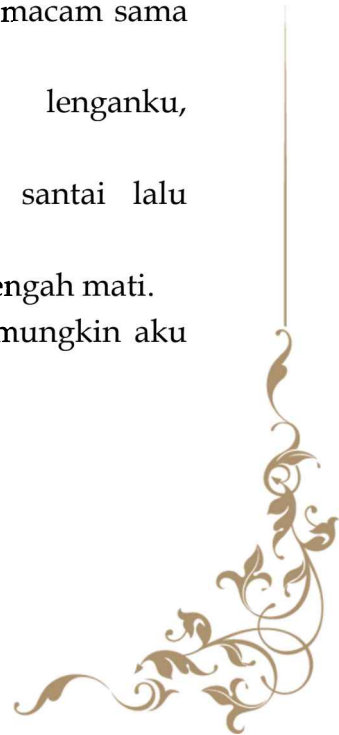 macam sama
lenganku,
santai lalu
engah mati.
mungkin aku